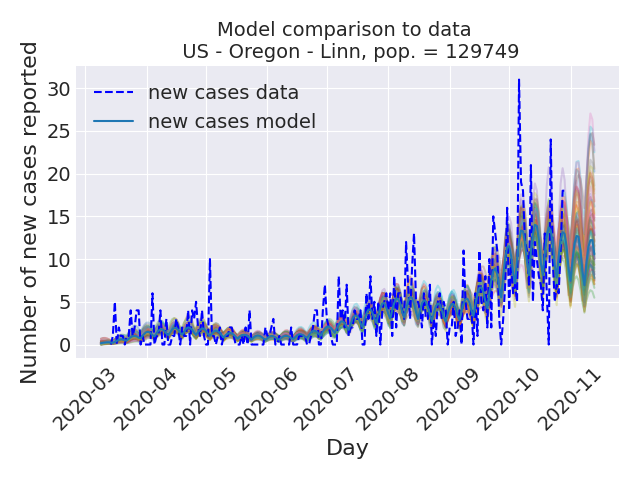 Model comparison to data
US - Oregon - Linn, pop. = 129749
Number of new cases reported
30
25
20
15
10
5
0
new cases data
new cases model
2020-03
2020-04
2020-05
2020-06
2020-07
2020-08
2020-09
2020-10
2020-11
Day